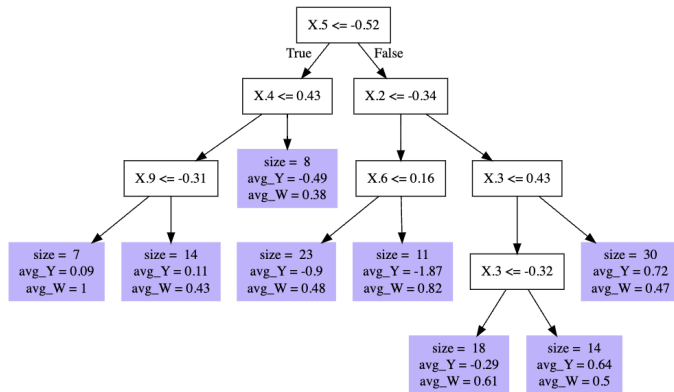 X.5 <= -0.52
True
False
X.4 <= 0.43
X.2 <= -0.34
X.9 <= -0.31
size = 8
avg_Y = -0.49
avg_W = 0.38
X.6 <= 0.16
X.3 <= 0.43
size = 7
avg_Y = 0.09
avg_W = 1
size = 14
avg_Y = 0.11
avg_W = 0.43
size = 23
avg_Y = -0.9
avg_W = 0.48
size = 11
avg_Y = -1.87
avg_W = 0.82
X.3 <= -0.32
size = 30
avg_Y = 0.72
avg_W = 0.47
size = 18
avg_Y = -0.29
avg_W = 0.61
size = 14
avg_Y = 0.64
avg_W = 0.5